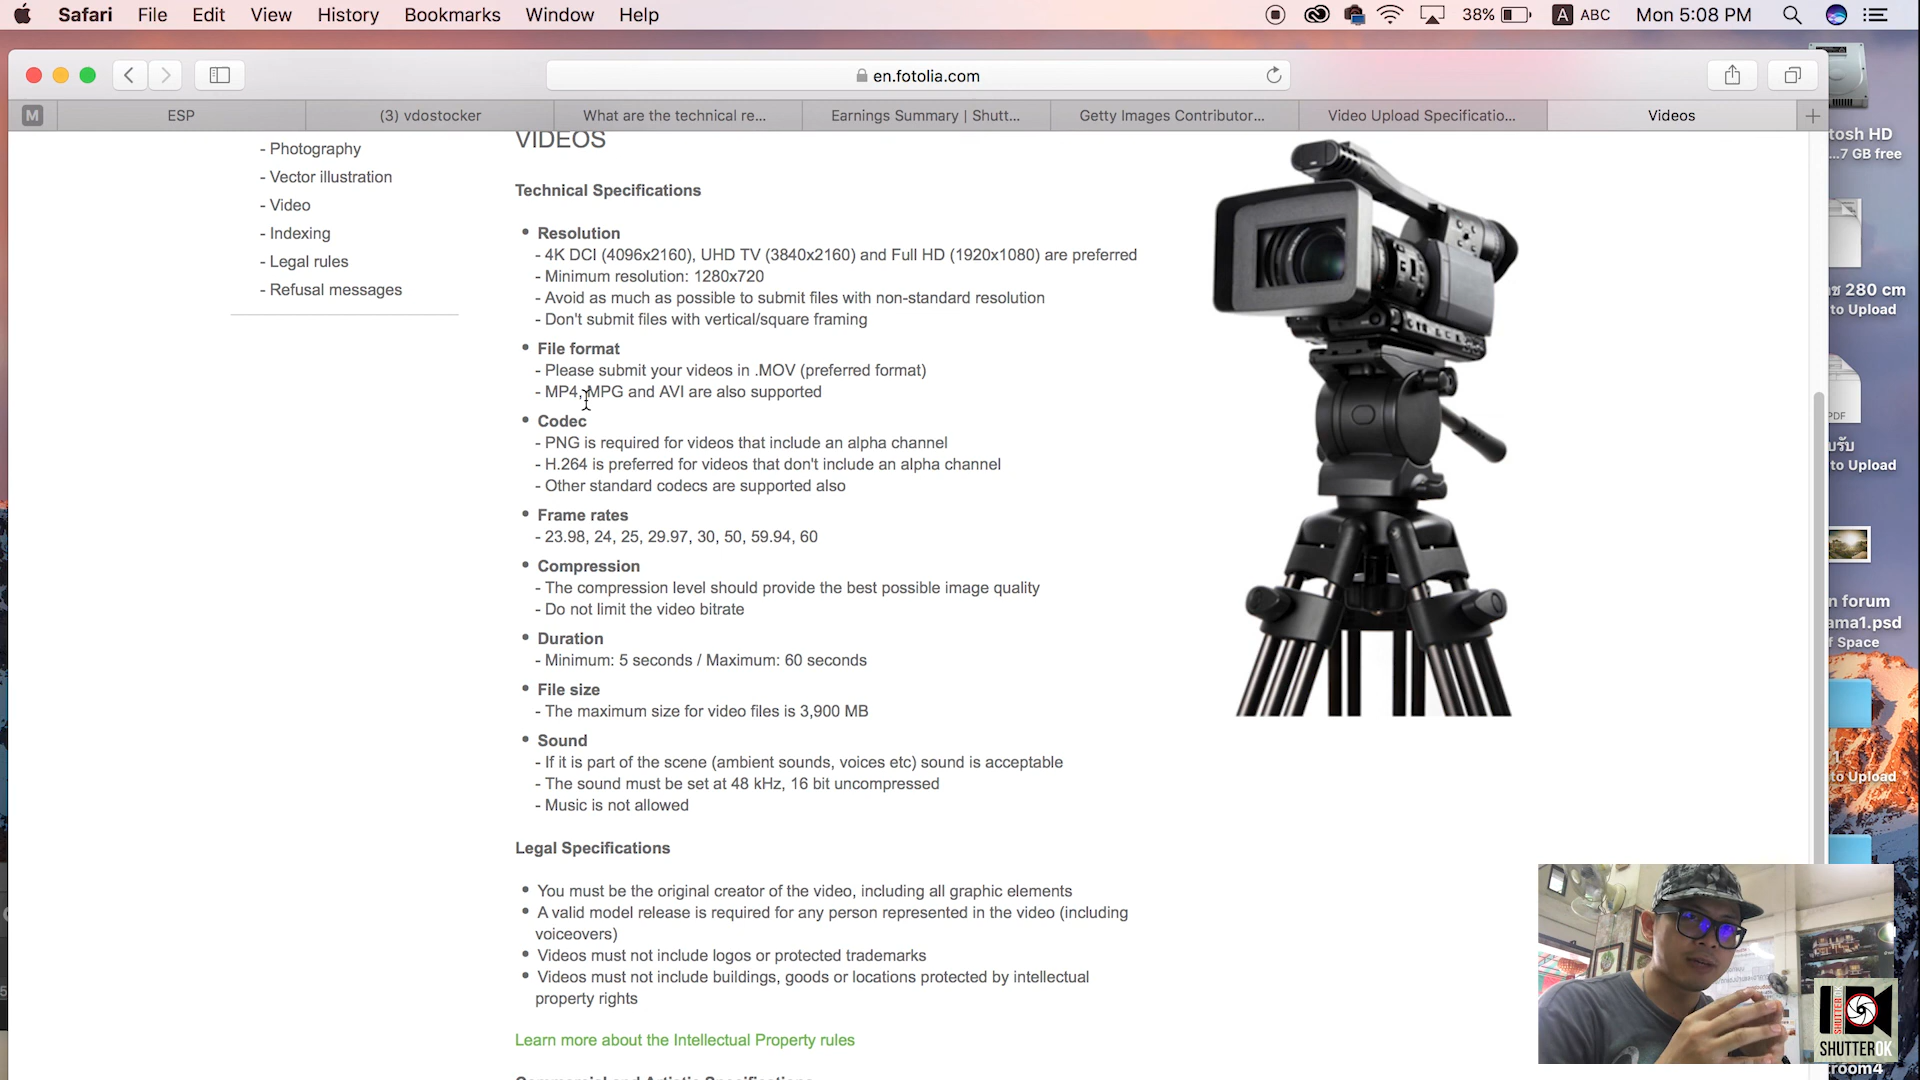 Safari File Edit View History Bookmarks Window Help 38% A ABC Mon 5:08 PM
en.fotolia.com
M ESP (3) vdostocker What are the technical re... Earnings Summary | Shutt... Getty Images Contributor... Video Upload Specificatio... Videos
- Photography
- Vector illustration
- Video
- Indexing
- Legal rules
- Refusal messages
VIDEOS
Technical Specifications
• Resolution
- 4K DCI (4096x2160), UHD TV (3840x2160) and Full HD (1920x1080) are preferred
- Minimum resolution: 1280x720
- Avoid as much as possible to submit files with non-standard resolution
- Don't submit files with vertical/square framing
• File format
- Please submit your videos in .MOV (preferred format)
- MP4, MPG and AVI are also supported
• Codec
- PNG is required for videos that include an alpha channel
- H.264 is preferred for videos that don't include an alpha channel
- Other standard codecs are supported also
• Frame rates
- 23.98, 24, 25, 29.97, 30, 50, 59.94, 60
• Compression
- The compression level should provide the best possible image quality
- Do not limit the video bitrate
• Duration
- Minimum: 5 seconds / Maximum: 60 seconds
• File size
- The maximum size for video files is 3,900 MB
• Sound
- If it is part of the scene (ambient sounds, voices etc) sound is acceptable
- The sound must be set at 48 kHz, 16 bit uncompressed
- Music is not allowed
Legal Specifications
• You must be the original creator of the video, including all graphic elements
• A valid model release is required for any person represented in the video (including
voiceovers)
• Videos must not include logos or protected trademarks
• Videos must not include buildings, goods or locations protected by intellectual
property rights
Learn more about the Intellectual Property rules
Commercial and Artistic Specifications
tosh HD
...7 GB free
280 cm
to Upload
PDF
to Upload
n forum
ama1.psd
f Space
to Upload
SHUTTEROK
SHUTTEROK
room4